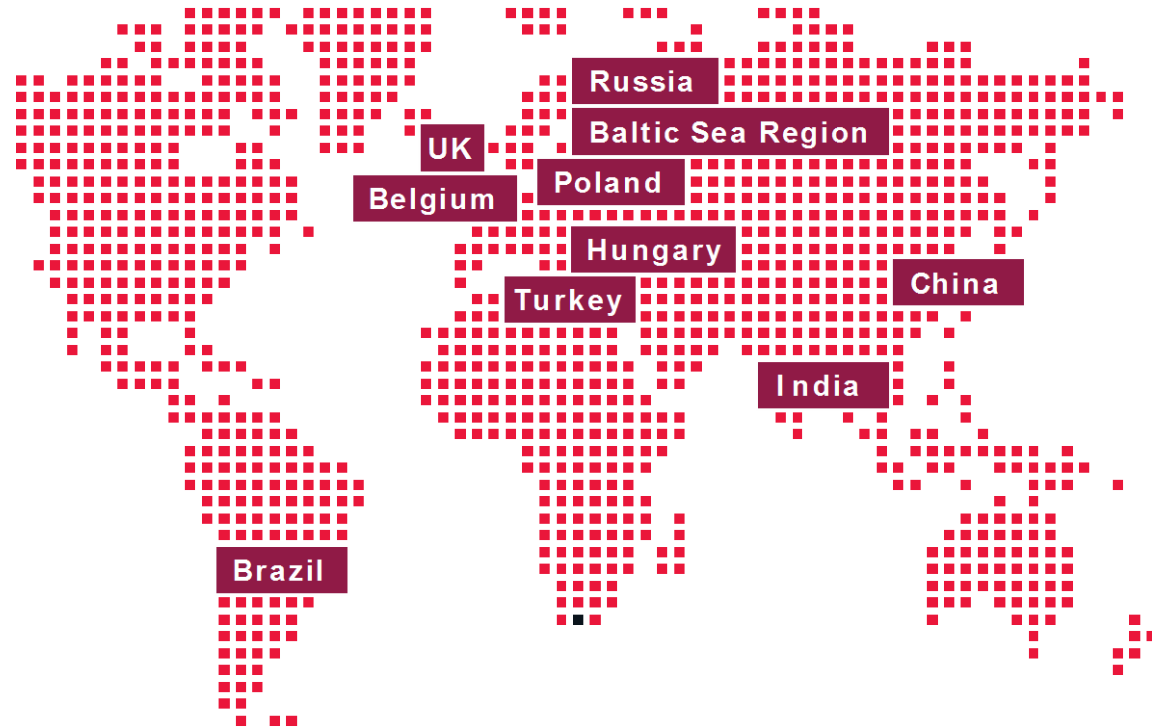 Russia
Baltic Sea Region
UK
Poland
Belgium
Hungary
China
Turkey
India
Brazil